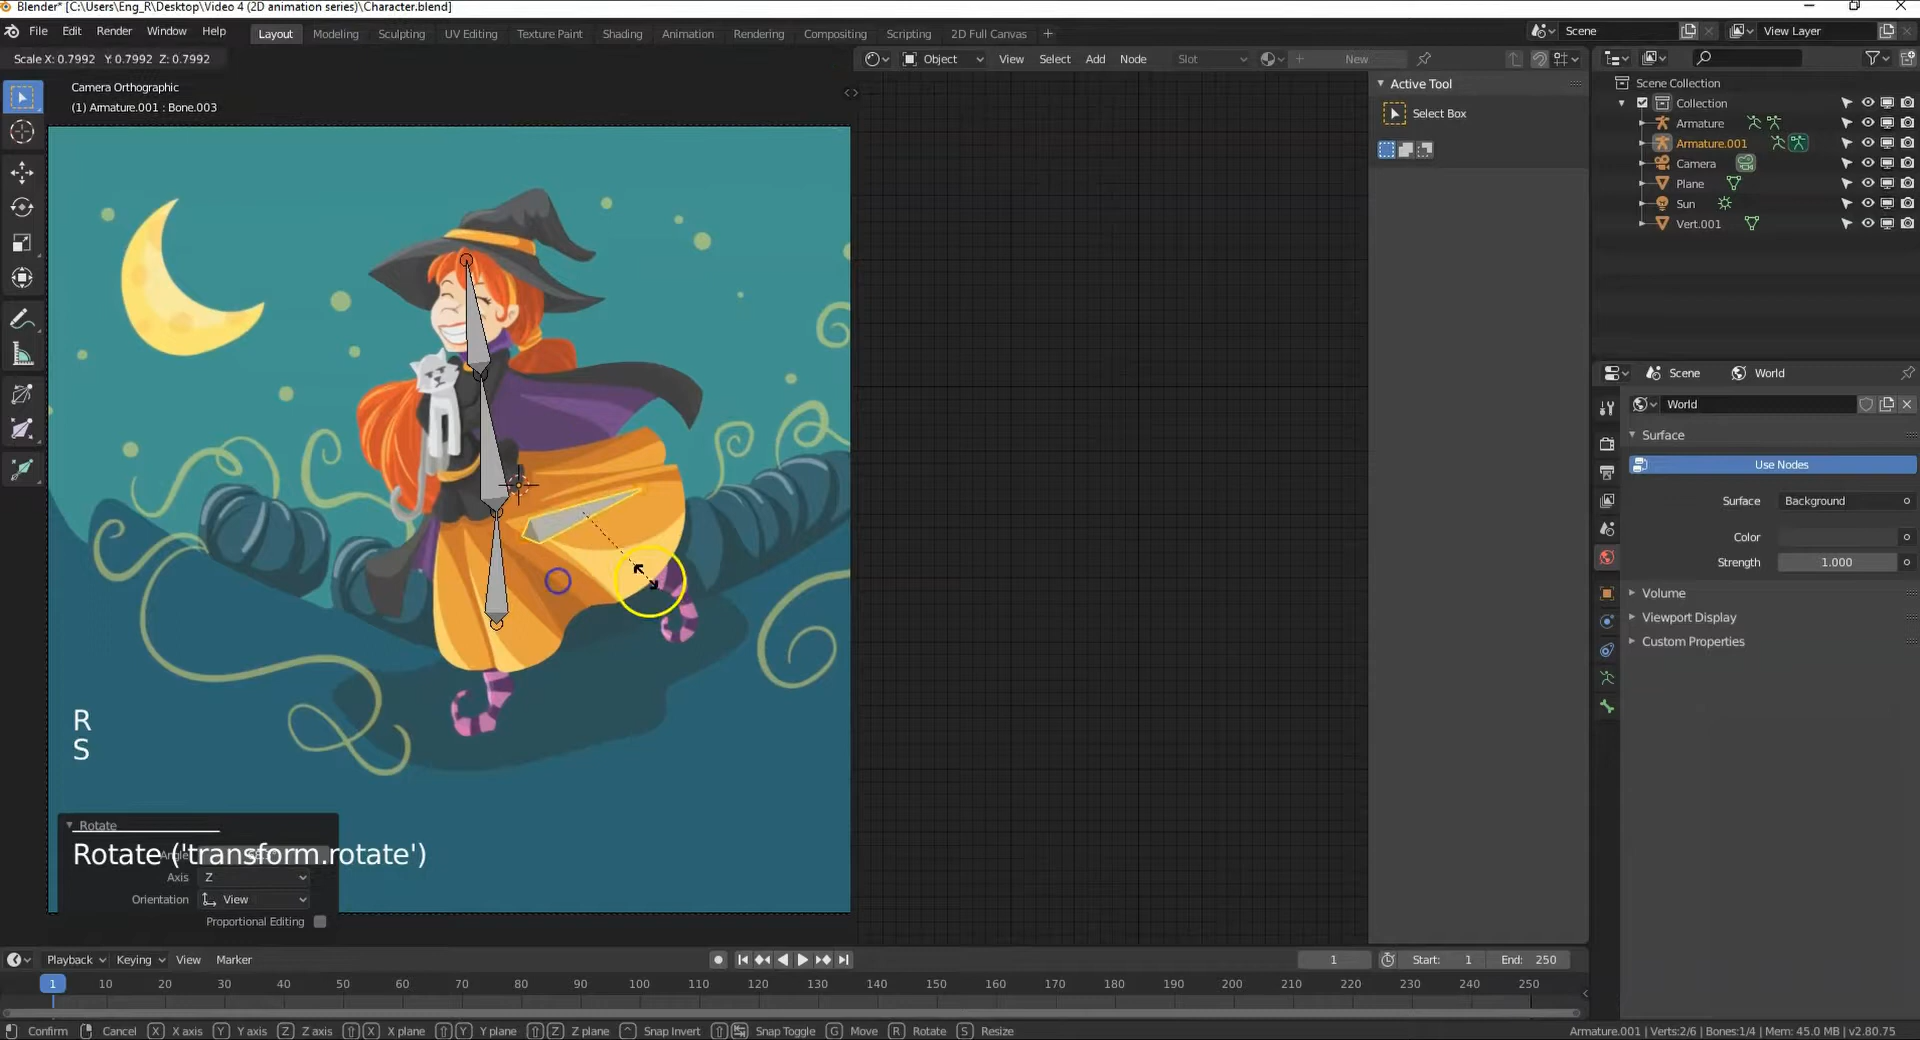 Blender* [C:\Users\Eng_R\Desktop\Video 4 (2D animation series)\Character.blend]
File Edit Render Window Help
Layout Modeling Sculpting UV Editing Texture Paint Shading Animation Rendering Compositing Scripting 2D Full Canvas +
Scene View Layer
Scale X: 0.7992 Y: 0.7992 Z: 0.7992
Object View Select Add Node Slot New
Camera Orthographic
(1) Armature.001 : Bone.003
Active Tool
Select Box
Scene Collection
Collection
Armature
Armature.001
Camera
Plane
Sun
Vert.001
Scene World
World
Surface
Use Nodes
Surface Background
Color
Strength 1.000
Volume
Viewport Display
Custom Properties
R
S
Rotate
Rotate ('transform.rotate')
Angle
Axis Z
Orientation View
Proportional Editing
Playback Keying View Marker
1 Start: 1 End: 250
1 10 20 30 40 50 60 70 80 90 100 110 120 130 140 150 160 170 180 190 200 210 220 230 240 250
Confirm Cancel X X axis Y Y axis Z Z axis X X plane Y Y plane Z Z plane ^ Snap Invert Snap Toggle G Move R Rotate S Resize
Armature.001 | Verts:2/6 | Bones:1/4 | Mem: 45.0 MB | v2.80.75